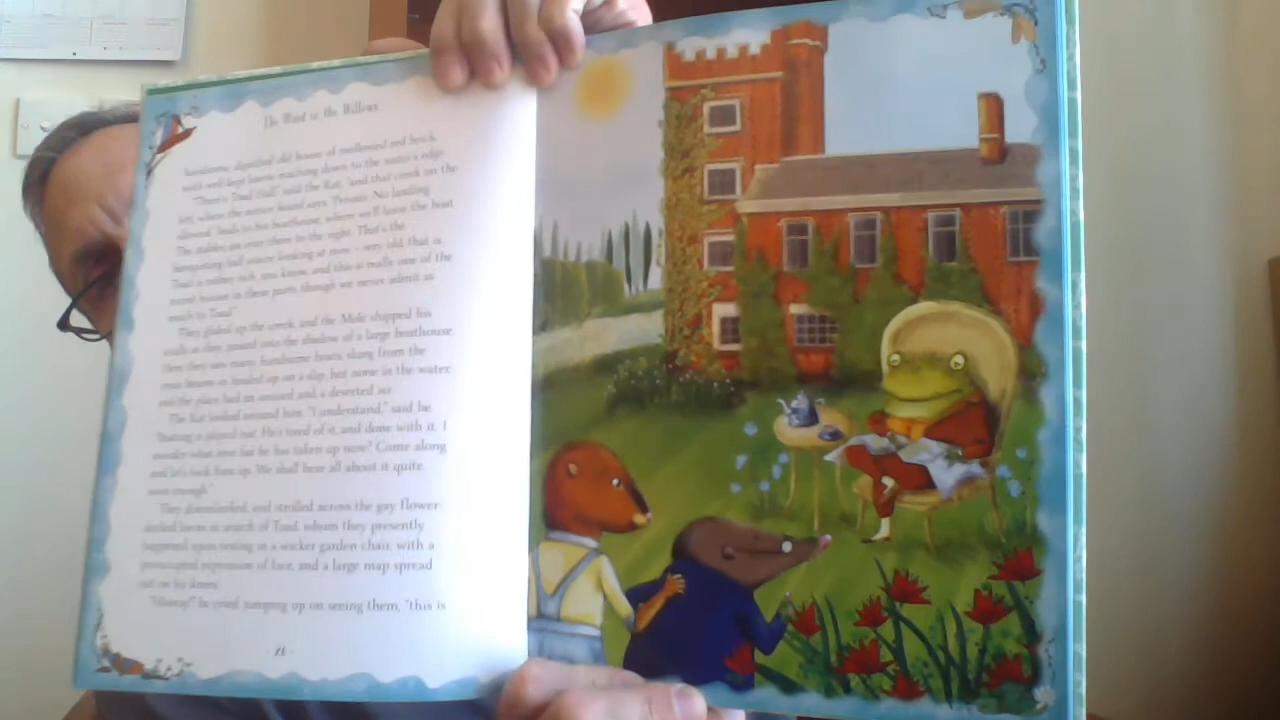 The Wind in the Willows
handsome, dignified old house of mellowed red brick,
with well-kept lawns reaching down to the water's edge.
"There's Toad Hall," said the Rat; "and that creek on the
left, where the notice-board says, 'Private. No landing
allowed,' leads to his boathouse, where we'll leave the boat.
The stables are over there to the right. That's the
banqueting-hall you're looking at now – very old, that is.
Toad is rather rich, you know, and this is really one of the
nicest houses in these parts, though we never admit as
much to Toad."
They glided up the creek, and the Mole shipped his
sculls as they passed into the shadow of a large boathouse.
Here they saw many handsome boats, slung from the
cross-beams or hauled up on a slip, but none in the water;
and the place had an unused and a deserted air.
The Rat looked around him. "I understand," said he.
"Boating is played out. He's tired of it, and done with it. I
wonder what new fad he has taken up now? Come along
and let's look him up. We shall hear all about it quite
soon enough."
They disembarked, and strolled across the gay flower-
decked lawns in search of Toad, whom they presently
happened upon resting in a wicker garden-chair, with a
preoccupied expression of face, and a large map spread
out on his knees.
"Hooray!" he cried, jumping up on seeing them, "this is